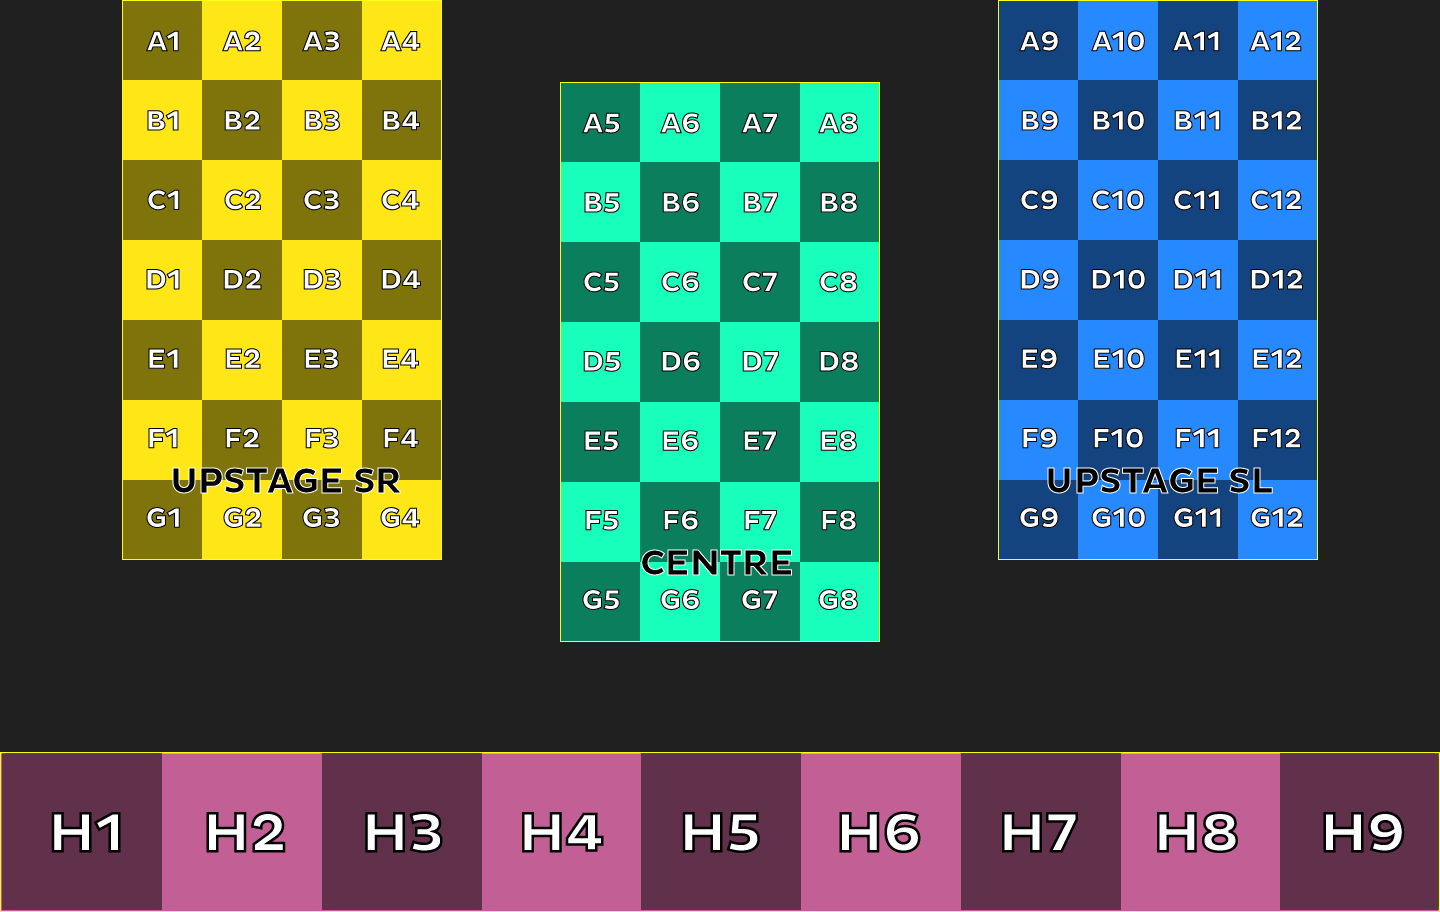 A1 A2 A3 A4
B1 B2 B3 B4
C1 C2 C3 C4
D1 D2 D3 D4
E1 E2 E3 E4
F1 F2 F3 F4
UPSTAGE SR
G1 G2 G3 G4
A5 A6 A7 A8
B5 B6 B7 B8
C5 C6 C7 C8
D5 D6 D7 D8
E5 E6 E7 E8
F5 F6 F7 F8
CENTRE
G5 G6 G7 G8
A9 A10 A11 A12
B9 B10 B11 B12
C9 C10 C11 C12
D9 D10 D11 D12
E9 E10 E11 E12
F9 F10 F11 F12
UPSTAGE SL
G9 G10 G11 G12
H1 H2 H3 H4 H5 H6 H7 H8 H9